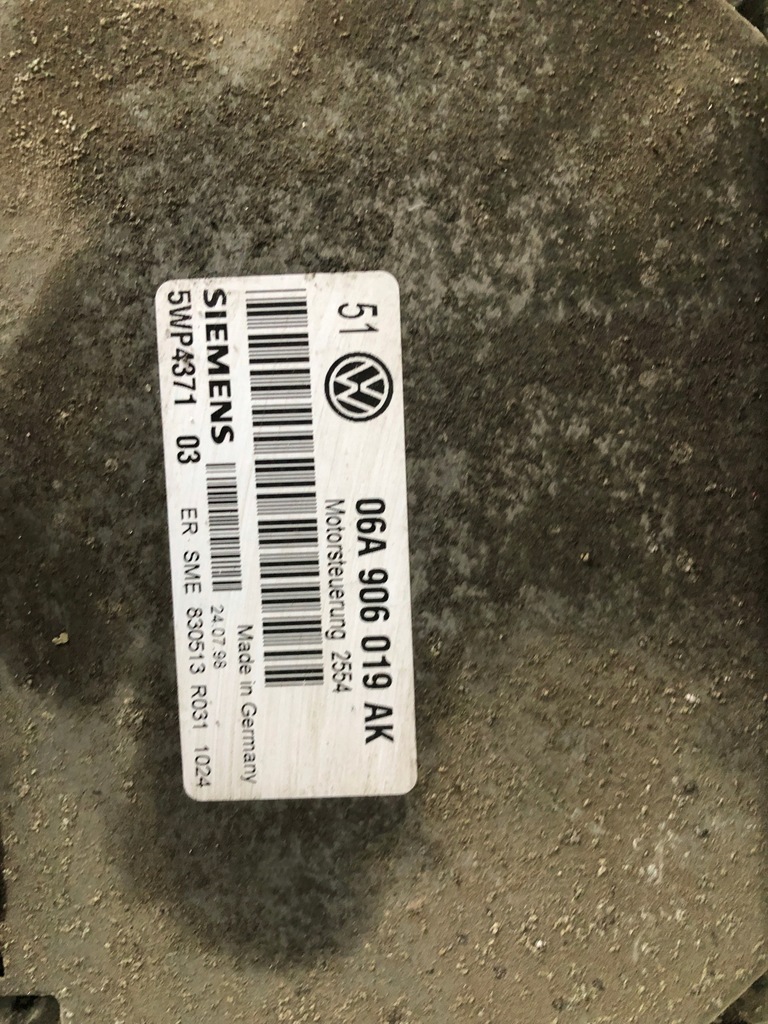 51 VW 06A 906 019 AK
Motorsteuerung 2554
Made in Germany
SIEMENS 24.07.98
5WP4371 03 ER: SME 830513 R031 1024